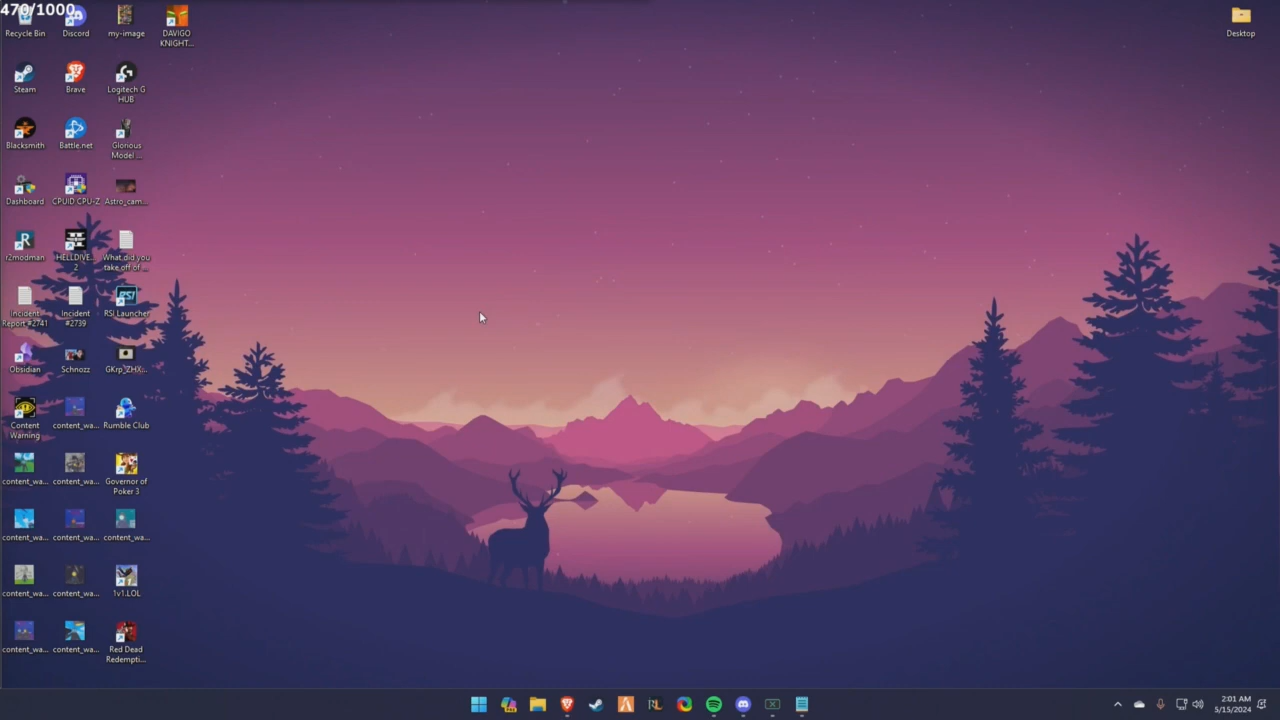 470/1000
Recycle Bin
Discord
my-image
DAVIGO
KNIGHT...
Desktop
Steam
Brave
Logitech G
HUB
Blacksmith
Battle.net
Glorious
Model ...
Dashboard
CPUID CPU-Z
Astro_cam...
r2modman
HELLDIVE...
2
What did you
take off of ...
Incident
Report #2741
Incident
#2739
RSI Launcher
Obsidian
Schnozz
GKrp_ZHX...
Content
Warning
content_wa...
Rumble Club
content_wa...
content_wa...
Governor of
Poker 3
content_wa...
content_wa...
content_wa...
content_wa...
content_wa...
1v1.LOL
content_wa...
content_wa...
Red Dead
Redempti...
2:01 AM
5/15/2024